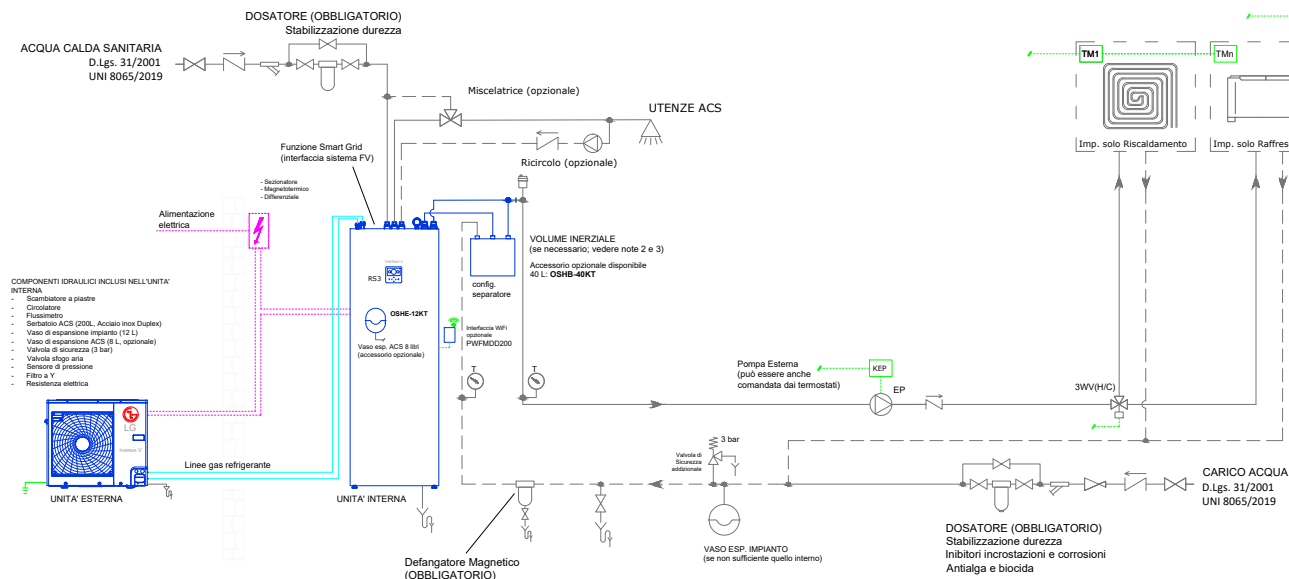 DOSATORE (OBBLIGATORIO)
Stabilizzazione durezza
ACQUA CALDA SANITARIA
D.Lgs. 31/2001
UNI 8065/2019
Miscelatrice (opzionale)
UTENZE ACS
Ricircolo (opzionale)
Funzione Smart Grid
(interfaccia sistema FV)
- Sezionatore
- Magnetotermico
- Differenziale
Alimentazione
elettrica
TM1
TMn
Imp. solo Riscaldamento
Imp. solo Raffres
VOLUME INERZIALE
(se necessario; vedere note 2 e 3)
Accessorio opzionale disponibile
40 L: OSHB-40KT
config.
separatore
RS3
OSHE-12KT
Vaso esp. ACS 8 litri
(accessorio opzionale)
Interfaccia WiFi
opzionale
PWFMDD200
COMPONENTI IDRAULICI INCLUSI NELL'UNITA'
INTERNA
- Scambiatore a piastre
- Circolatore
- Flussimetro
- Serbatoio ACS (200L, Acciaio inox Duplex)
- Vaso di espansione impianto (12 L)
- Vaso di espansione ACS (8 L, opzionale)
- Valvola di sicurezza (3 bar)
- Valvola sfogo aria
- Sensore di pressione
- Filtro a Y
- Resistenza elettrica
T
T
Pompa Esterna
(può essere anche
comandata dai termostati)
KEP
EP
3WV(H/C)
LG
Linee gas refrigerante
UNITA' ESTERNA
UNITA' INTERNA
3 bar
Valvola di
Sicurezza
addizionale
VASO ESP. IMPIANTO
(se non sufficiente quello interno)
Defangatore Magnetico
(OBBLIGATORIO)
CARICO ACQUA
D.Lgs. 31/2001
UNI 8065/2019
DOSATORE (OBBLIGATORIO)
Stabilizzazione durezza
Inibitori incrostazioni e corrosioni
Antialga e biocida